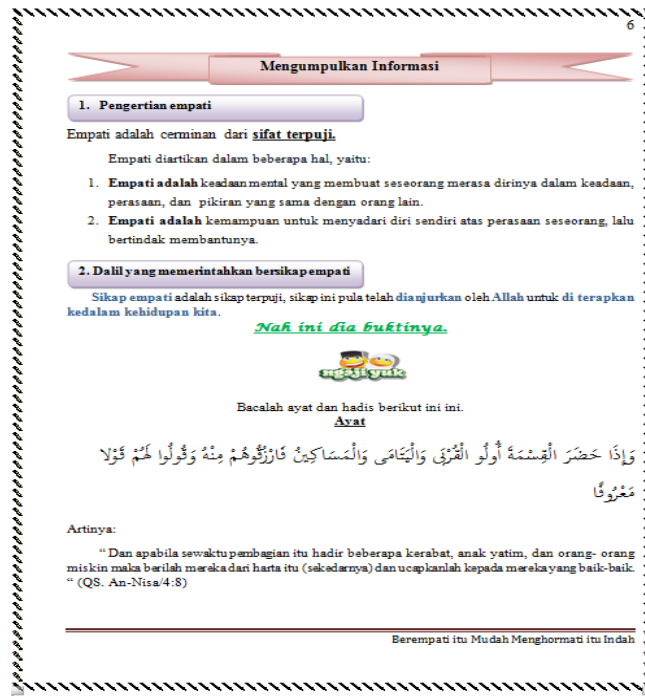 6
Mengumpulkan Informasi
1. Pengertian empati
Empati adalah cerminan dari sifat terpuji.
Empati diartikan dalam beberapa hal, yaitu:
1. Empati adalah keadaan mental yang membuat seseorang merasa dirinya dalam keadaan,
perasaan, dan pikiran yang sama dengan orang lain.
2. Empati adalah kemampuan untuk menyadari diri sendiri atas perasaan seseorang, lalu
bertindak membantunya.
2. Dalil yang memerintahkan bersikap empati
Sikap empati adalah sikap terpuji, sikap ini pula telah dianjurkan oleh Allah untuk di terapkan
kedalam kehidupan kita.
Nah ini dia buktinya.
ngaji yuk
Bacalah ayat dan hadis berikut ini ini.
Ayat
وَإِذَا حَضَرَ الْقِسْمَةَ أُولُو الْقُرْبَى وَالْيَتَامَى وَالْمَسَاكِينُ فَارْزُقُوهُمْ مِنْهُ وَقُولُوا لَهُمْ قَوْلا
مَعْرُوفًا
Artinya:
“ Dan apabila sewaktu pembagian itu hadir beberapa kerabat, anak yatim, dan orang- orang
miskin maka berilah mereka dari harta itu (sekedarnya) dan ucapkanlah kepada mereka yang baik-baik.
“ (QS. An-Nisa/4:8)
Berempati itu Mudah Menghormati itu Indah